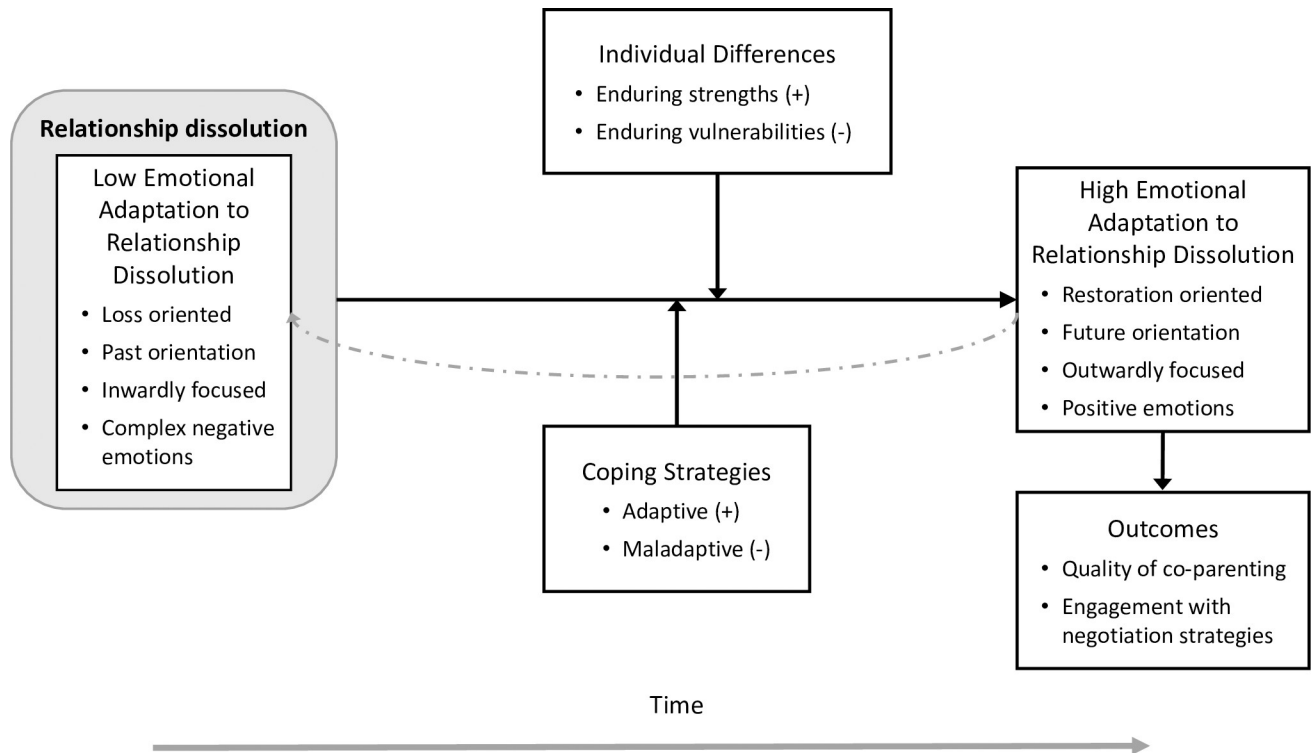 Individual Differences
• Enduring strengths (+)
• Enduring vulnerabilities (-)
Relationship dissolution
Low Emotional
Adaptation to
Relationship
Dissolution
• Loss oriented
• Past orientation
• Inwardly focused
• Complex negative
emotions
High Emotional
Adaptation to
Relationship Dissolution
• Restoration oriented
• Future orientation
• Outwardly focused
• Positive emotions
Coping Strategies
• Adaptive (+)
• Maladaptive (-)
Outcomes
• Quality of co-parenting
• Engagement with
negotiation strategies
Time